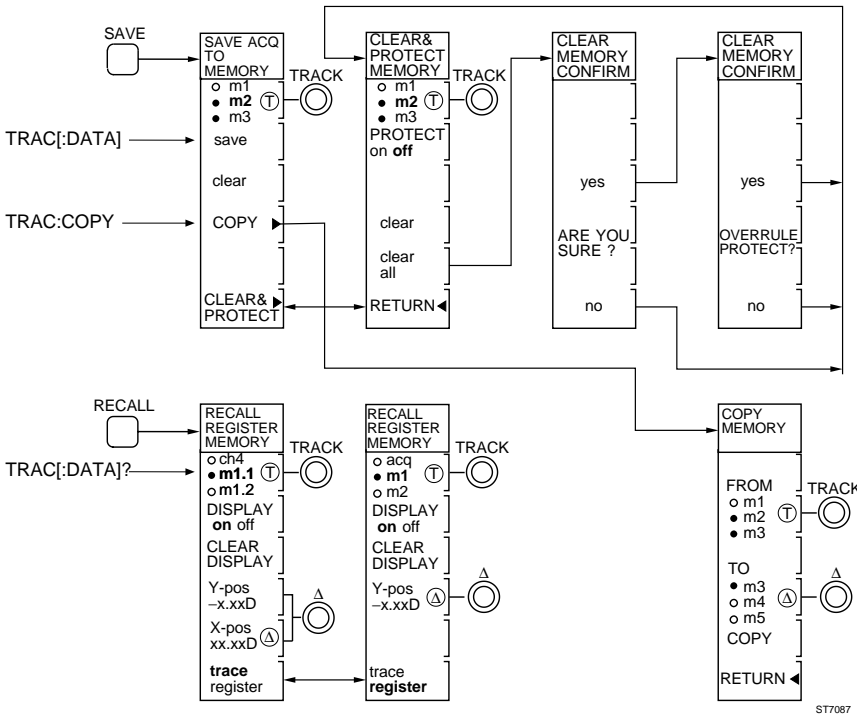 SAVE
SAVE ACQ
TO
MEMORY
m1
m2 T
m3
TRACK
save
clear
COPY
CLEAR&
PROTECT
TRAC[:DATA]
TRAC:COPY
CLEAR&
PROTECT
MEMORY
m1
m2 T
m3
TRACK
PROTECT
on off
clear
clear
all
RETURN
CLEAR
MEMORY
CONFIRM
yes
ARE YOU
SURE ?
no
CLEAR
MEMORY
CONFIRM
yes
OVERRULE
PROTECT?
no
RECALL
TRAC[:DATA]?
RECALL
REGISTER
MEMORY
ch4
m1.1 T
m1.2
TRACK
DISPLAY
on off
CLEAR
DISPLAY
Y-pos
–x.xxD
X-pos
xx.xxD Δ
Δ
trace
register
RECALL
REGISTER
MEMORY
acq
m1 T
m2
TRACK
DISPLAY
on off
CLEAR
DISPLAY
Y-pos
–x.xxD Δ
Δ
trace
register
COPY
MEMORY
FROM
m1
m2 T
m3
TRACK
TO
m3
m4 Δ
m5
Δ
COPY
RETURN
ST7087